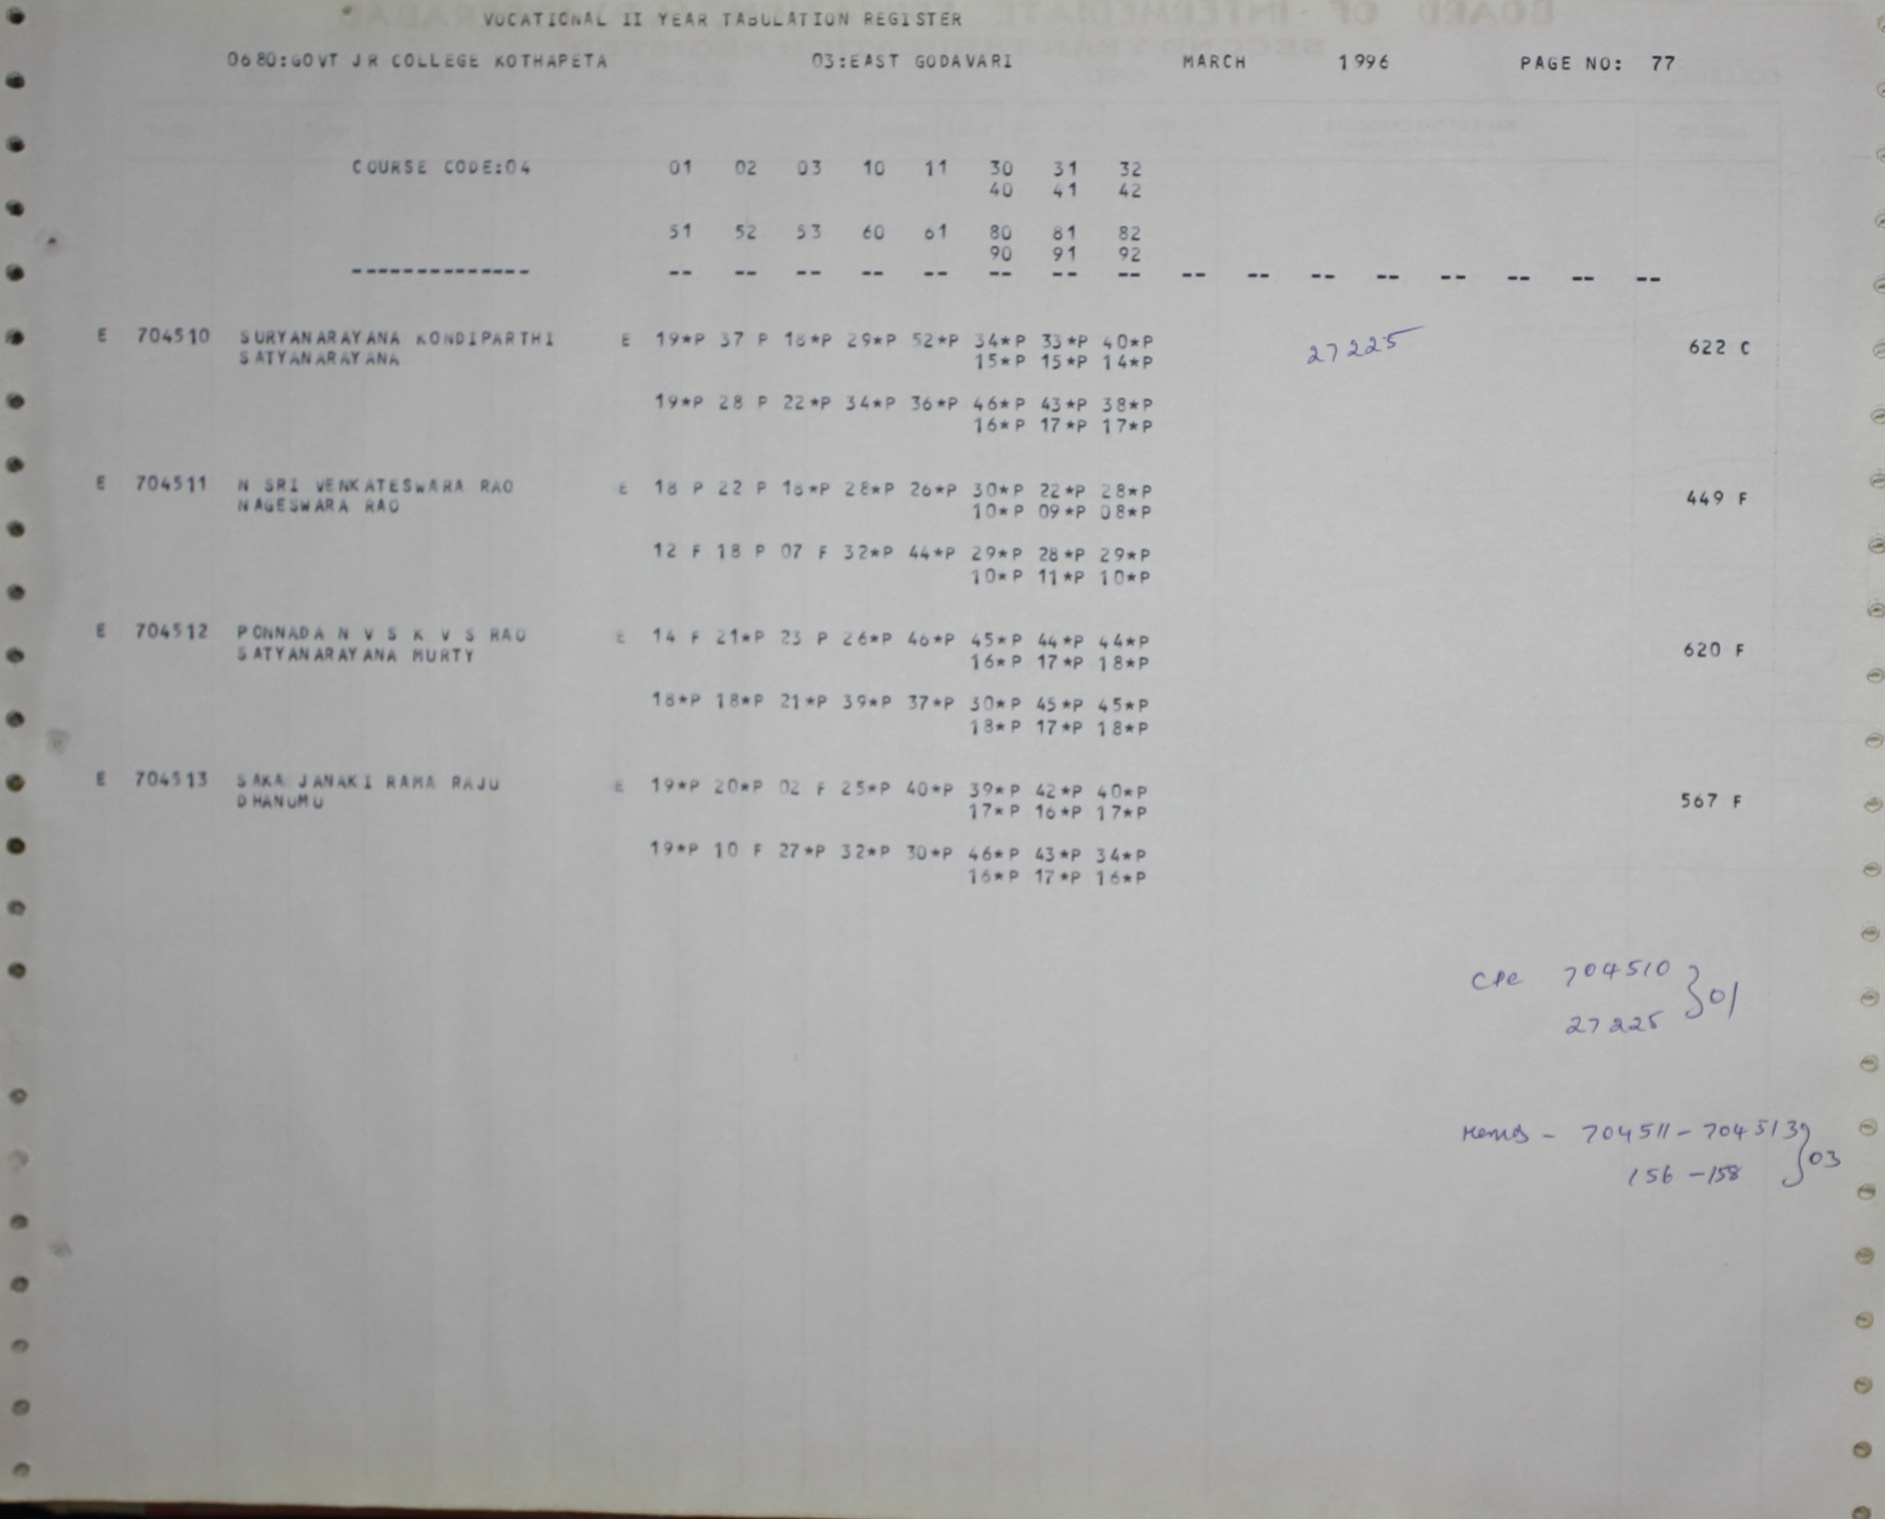 VOCATIONAL II YEAR TABULATION REGISTER
0680:GOVT JR COLLEGE KOTHAPETA 03:EAST GODAVARI MARCH 1996 PAGE NO: 77
COURSE CODE:04 01 02 03 10 11 30 31 32
40 41 42
51 52 53 60 61 80 81 82
90 91 92
-------------- -- -- -- -- -- -- -- -- -- -- -- -- -- -- -- --
E 704510 SURYANARAYANA KONDIPARTHI E 19*P 37 P 18*P 29*P 52*P 34*P 33*P 40*P 27225 622 C
SATYANARAYANA 15*P 15*P 14*P
19*P 28 P 22*P 34*P 36*P 46*P 43*P 38*P
16*P 17*P 17*P
E 704511 N SRI VENKATESWARA RAO E 18 P 22 P 18*P 28*P 26*P 30*P 22*P 28*P 449 F
NAGESWARA RAO 10*P 09*P 08*P
12 F 18 P 07 F 32*P 44*P 29*P 28*P 29*P
10*P 11*P 10*P
E 704512 PONNADA N V S K V S RAO E 14 F 21*P 23 P 26*P 46*P 45*P 44*P 44*P 620 F
SATYANARAYANA MURTY 16*P 17*P 18*P
18*P 18*P 21*P 39*P 37*P 30*P 45*P 45*P
18*P 17*P 18*P
E 704513 SAKA JANAKI RAMA RAJU E 19*P 20*P 02 F 25*P 40*P 39*P 42*P 40*P 567 F
DHANUMU 17*P 16*P 17*P
19*P 10 F 27*P 32*P 30*P 46*P 43*P 34*P
16*P 17*P 16*P
704510 } 01
27225
704511 - 704513 } 03
156 - 158